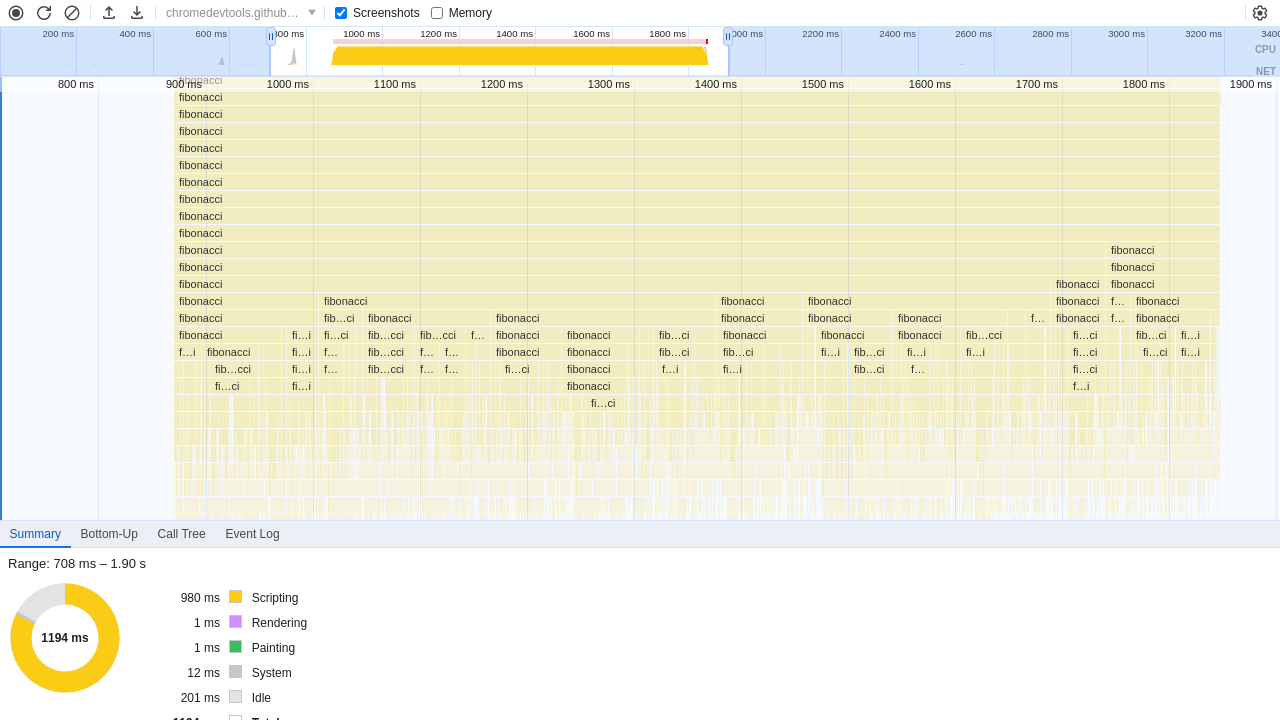 chromedevtools.github… Screenshots Memory
200 ms 400 ms 600 ms 1000 ms 1200 ms 1400 ms 1600 ms 1800 ms 2200 ms 2400 ms 2600 ms 2800 ms 3000 ms 3200 ms
CPU
NET
fibonacci
800 ms 900 ms 1000 ms 1100 ms 1200 ms 1300 ms 1400 ms 1500 ms 1600 ms 1700 ms 1800 ms 1900 ms
fibonacci
fibonacci
fibonacci
fibonacci
fibonacci
fibonacci
fibonacci
fibonacci
fibonacci
fibonacci fibonacci
fibonacci fibonacci
fibonacci fibonacci fibonacci
fibonacci fibonacci fibonacci fibonacci fibonacci f… fibonacci
fibonacci fib…ci fibonacci fibonacci fibonacci fibonacci fibonacci f… fibonacci f… fibonacci
fibonacci fi…i fi…ci fib…cci fib…cci f… fibonacci fibonacci fib…ci fibonacci fibonacci fibonacci fib…cci fi…ci fib…ci fi…i
f…i fibonacci fi…i f… fib…cci f… f… fibonacci fibonacci fib…ci fib…ci fi…i fib…ci fi…i fi…i fi…ci fi…ci fi…i
fib…cci fi…i f… fib…cci f… f… fi…ci fibonacci f…i fi…i fib…ci f… fi…ci
fi…ci fi…i fibonacci f…i
fi…ci
Summary Bottom-Up Call Tree Event Log
Range: 708 ms – 1.90 s
1194 ms
980 ms Scripting
1 ms Rendering
1 ms Painting
12 ms System
201 ms Idle